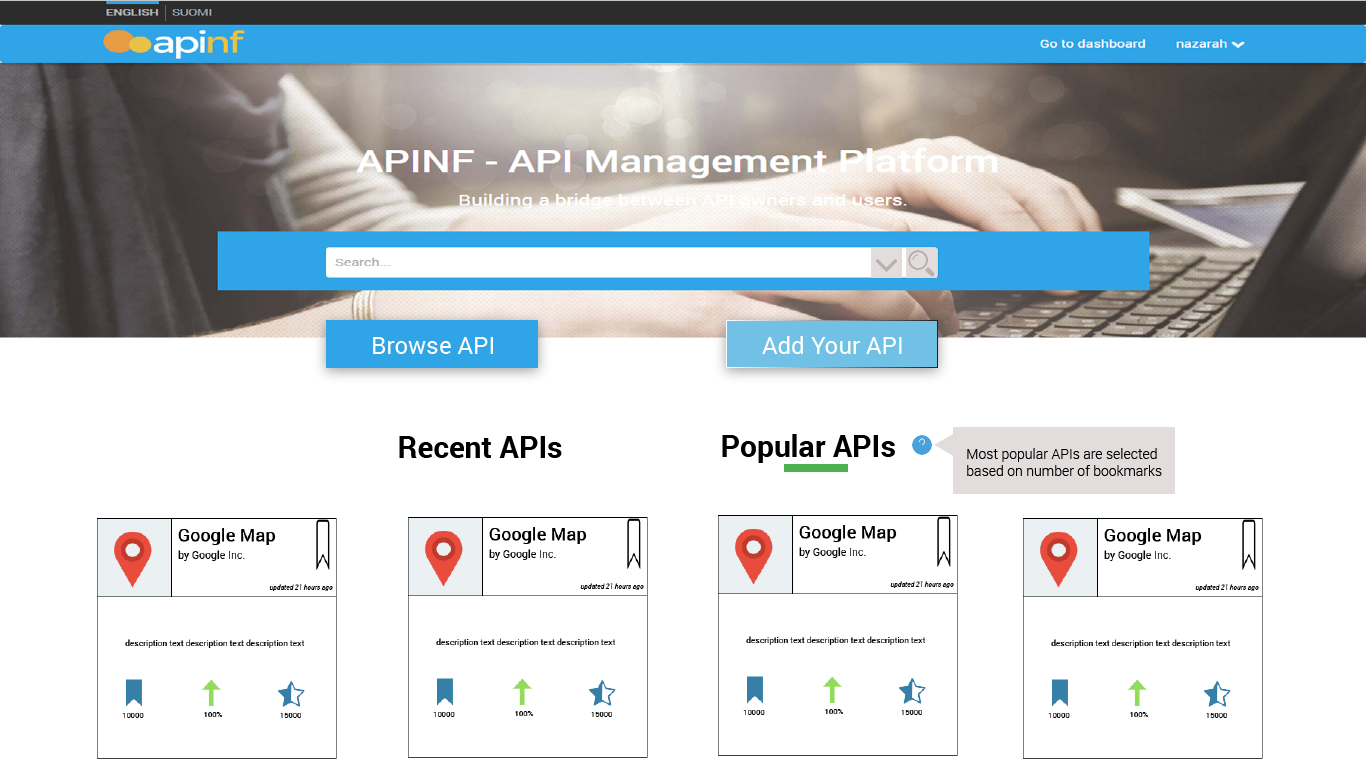 ENGLISH SUOMI
apinf Go to dashboard nazarah
APINF - API Management Platform
Building a bridge between API owners and users.
Search...
Browse API Add Your API
Recent APIs Popular APIs ?
Most popular APIs are selected
based on number of bookmarks
Google Map
by Google Inc.
updated 21 hours ago
description text description text description text
10000 100% 15000
Google Map
by Google Inc.
updated 21 hours ago
description text description text description text
10000 100% 15000
Google Map
by Google Inc.
updated 21 hours ago
description text description text description text
10000 100% 15000
Google Map
by Google Inc.
updated 21 hours ago
description text description text description text
10000 100% 15000